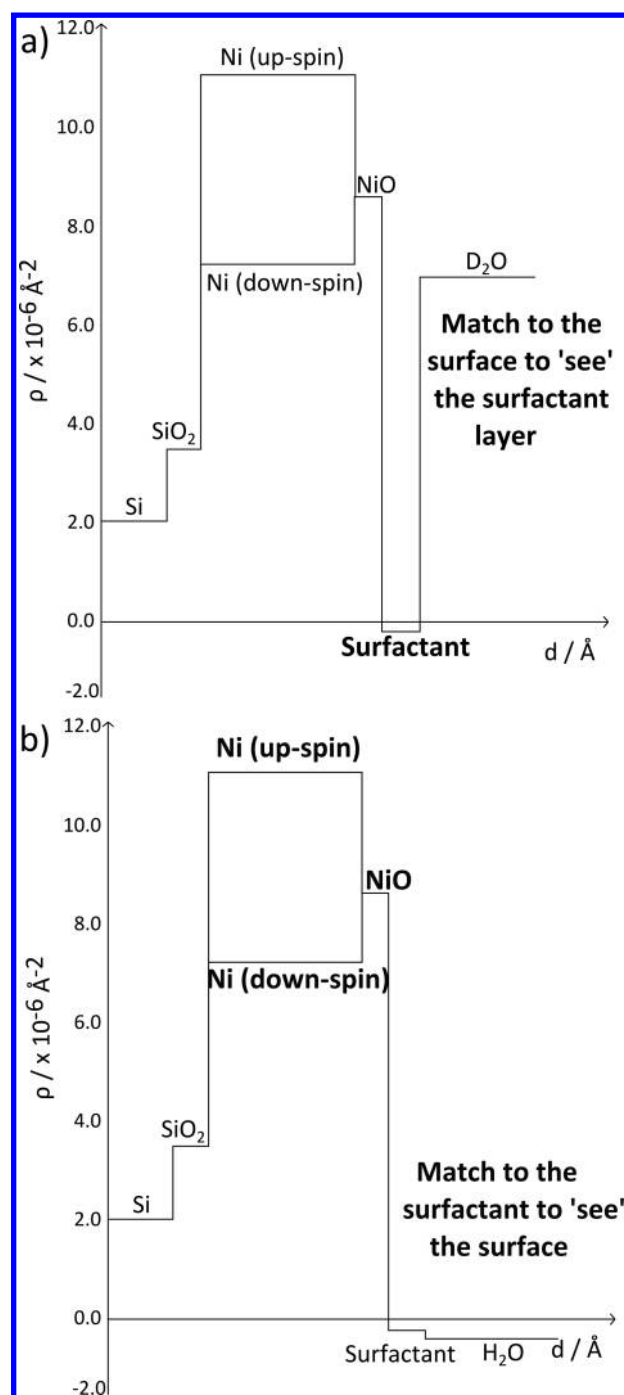 a)
12.0
Ni (up-spin)
10.0
NiO
8.0
Ni (down-spin)
D₂O
ρ / x 10⁻⁶ Å⁻²
6.0
Match to the
surface to 'see'
the surfactant
layer
4.0
SiO₂
Si
2.0
0.0
Surfactant
d / Å
-2.0
b)
12.0
Ni (up-spin)
10.0
NiO
8.0
Ni (down-spin)
ρ / x 10⁻⁶ Å⁻²
6.0
4.0
SiO₂
Match to the
surfactant to 'see'
the surface
Si
2.0
0.0
Surfactant
H₂O
d / Å
-2.0